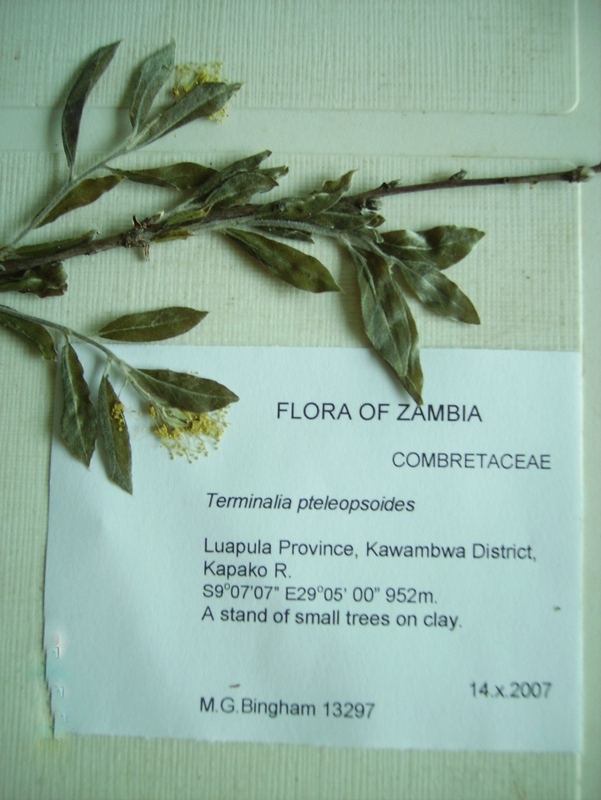 FLORA OF ZAMBIA
COMBRETACEAE
Terminalia pteleopsoides
Luapula Province, Kawambwa District,
Kapako R.
S9°07'07" E29°05' 00" 952m.
A stand of small trees on clay.
14.x.2007
M.G.Bingham 13297